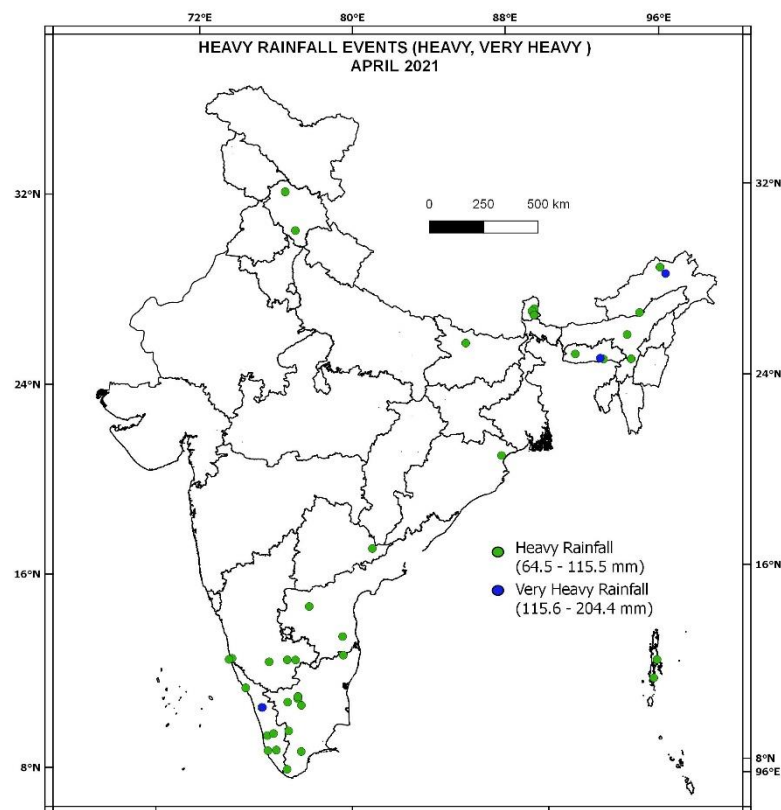 72°E 80°E 88°E 96°E
HEAVY RAINFALL EVENTS (HEAVY, VERY HEAVY )
APRIL 2021
32°N 32°N
0 250 500 km
24°N 24°N
Heavy Rainfall
(64.5 - 115.5 mm)
16°N 16°N
Very Heavy Rainfall
(115.6 - 204.4 mm)
8°N 8°N
96°E